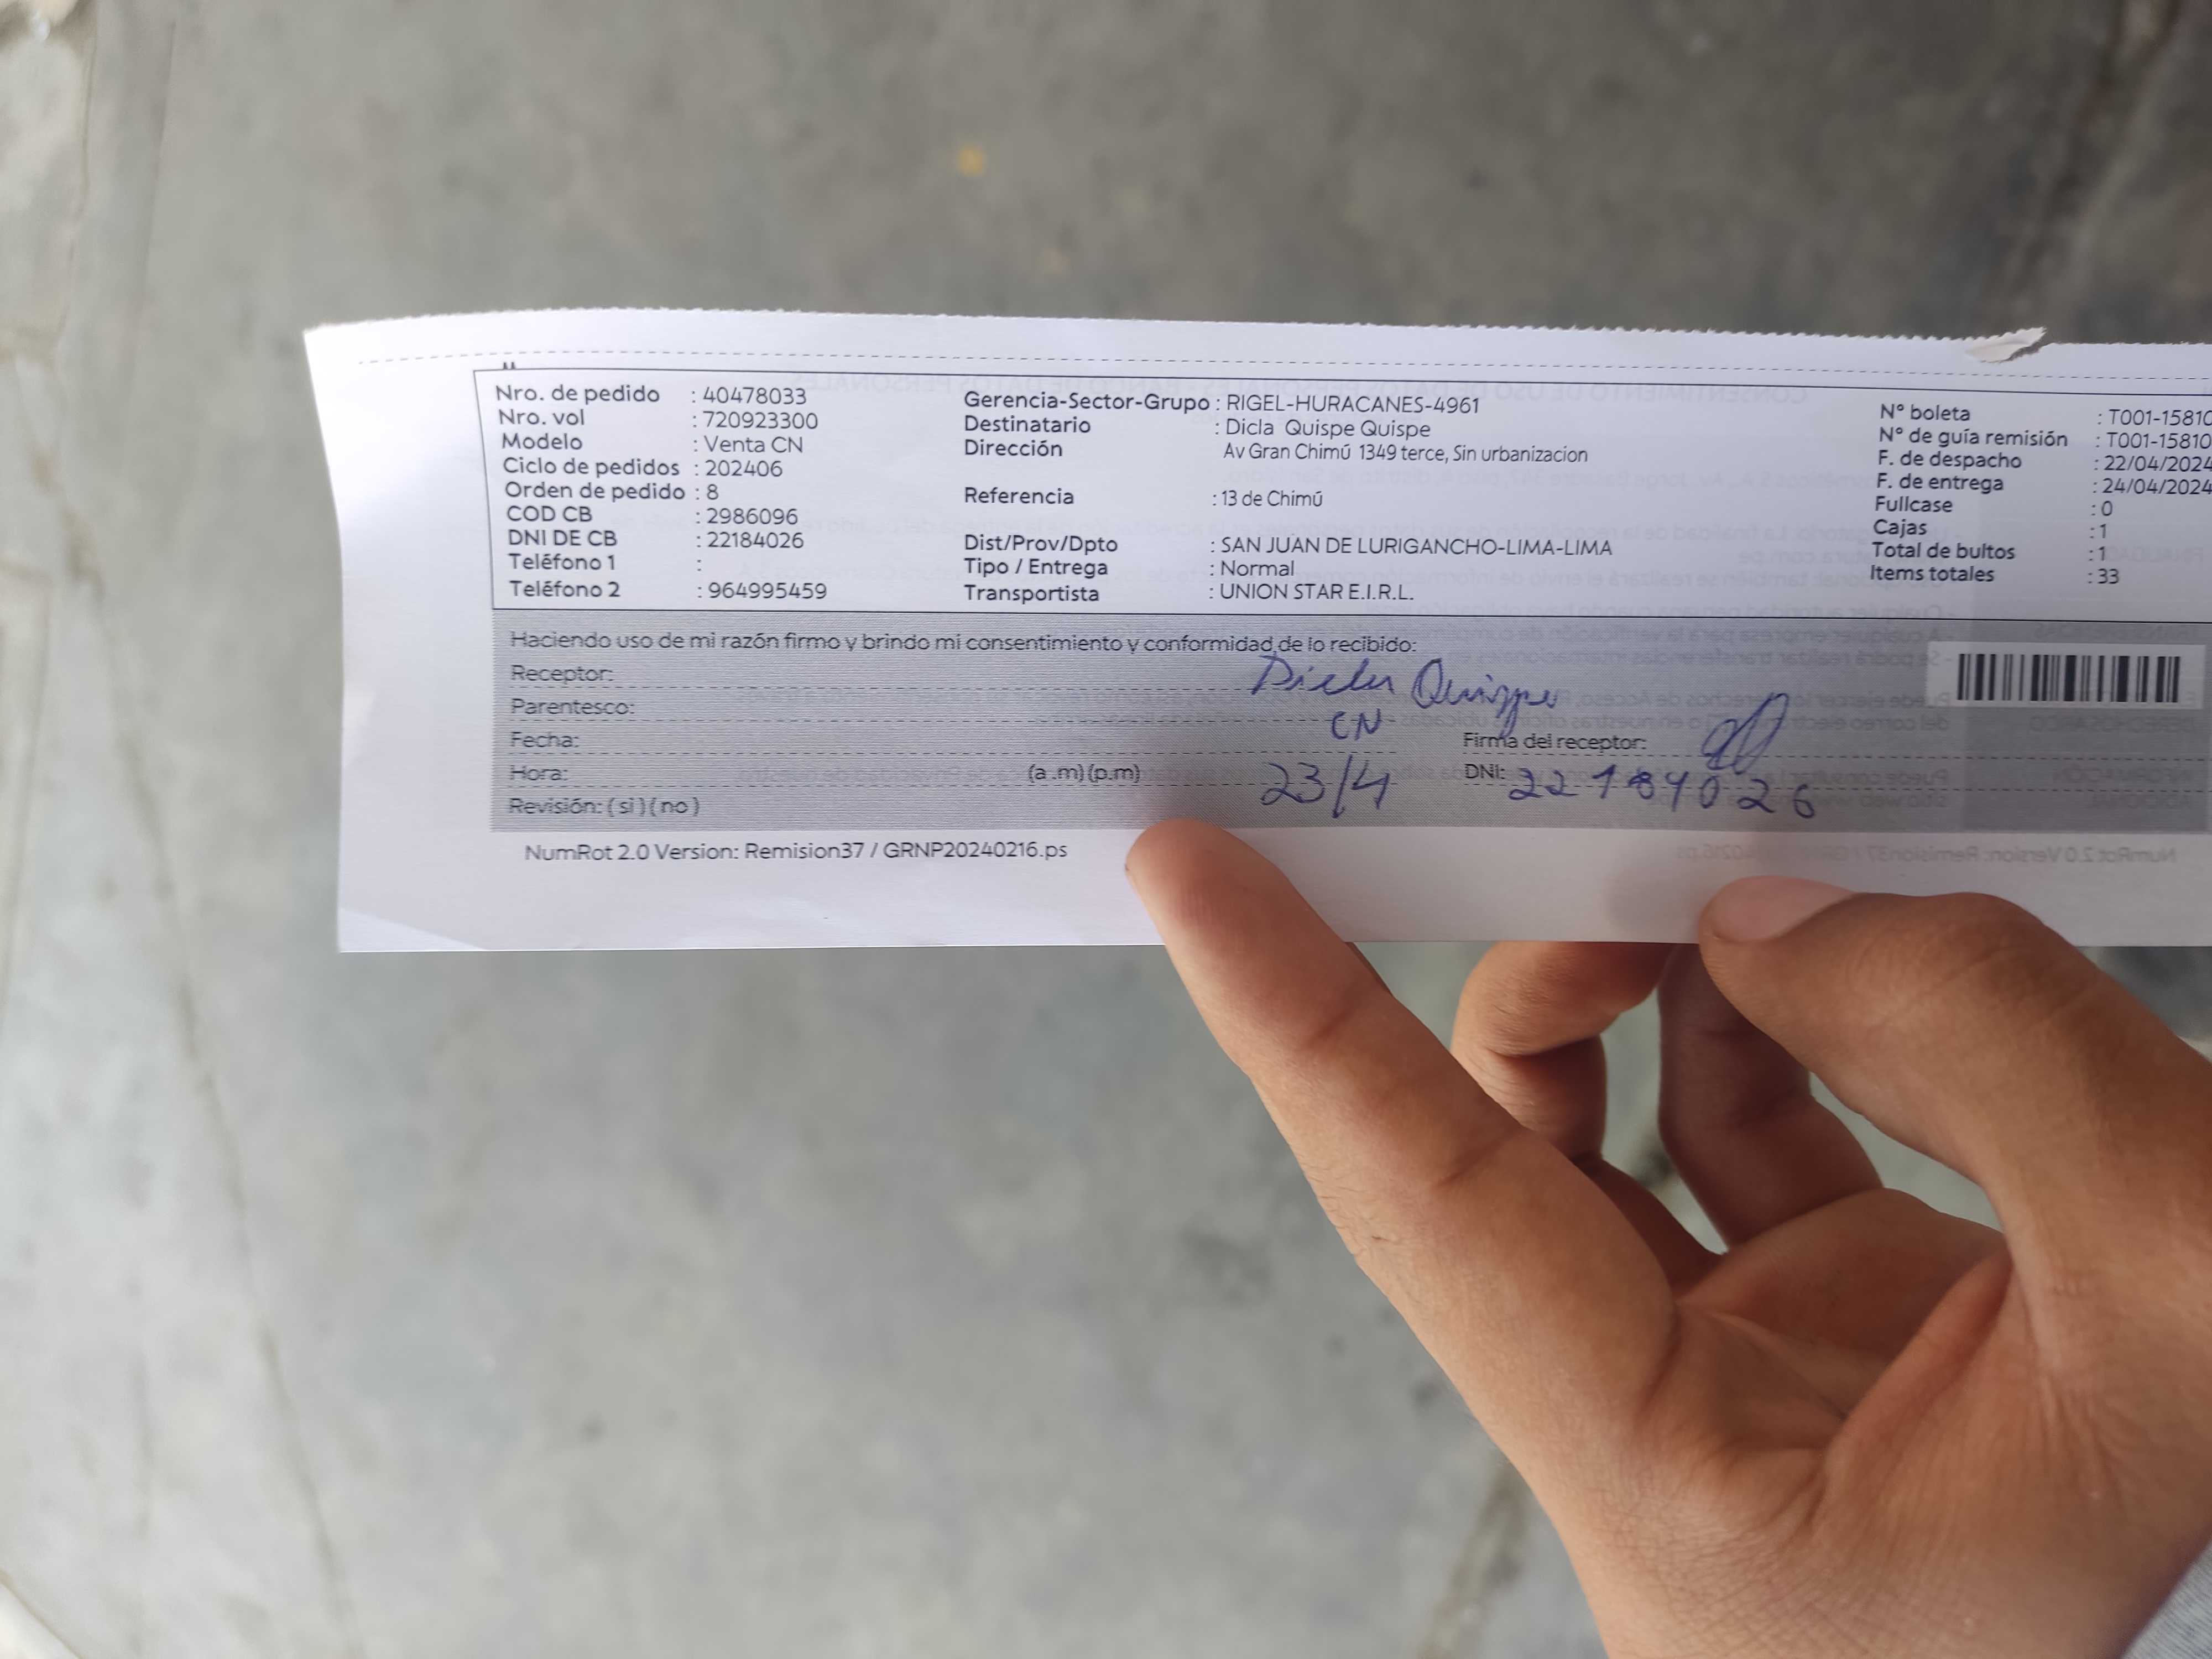 Nro. de pedido : 40478033
Nro. vol : 720923300
Modelo : Venta CN
Ciclo de pedidos : 202406
Orden de pedido : 8
COD CB : 2986096
DNI DE CB : 22184026
Teléfono 1 :
Teléfono 2 : 964995459
Gerencia-Sector-Grupo : RIGEL-HURACANES-4961
Destinatario : Dicla Quispe Quispe
Dirección Av Gran Chimú 1349 terce, Sin urbanizacion
Referencia : 13 de Chimú
Dist/Prov/Dpto : SAN JUAN DE LURIGANCHO-LIMA-LIMA
Tipo / Entrega : Normal
Transportista : UNION STAR E.I.R.L.
N° boleta : T001-15810
N° de guía remisión : T001-15810
F. de despacho : 22/04/2024
F. de entrega : 24/04/2024
Fullcase : 0
Cajas : 1
Total de bultos : 1
Items totales : 33
Haciendo uso de mi razón firmo y brindo mi consentimiento y conformidad de lo recibido:
Receptor: Dicla Quispe
Parentesco: CN
Fecha: Firma del receptor:
Hora: (a.m)(p.m) 23/4 DNI: 22184026
Revisión: (si)(no)
NumRot 2.0 Version: Remision37 / GRNP20240216.ps